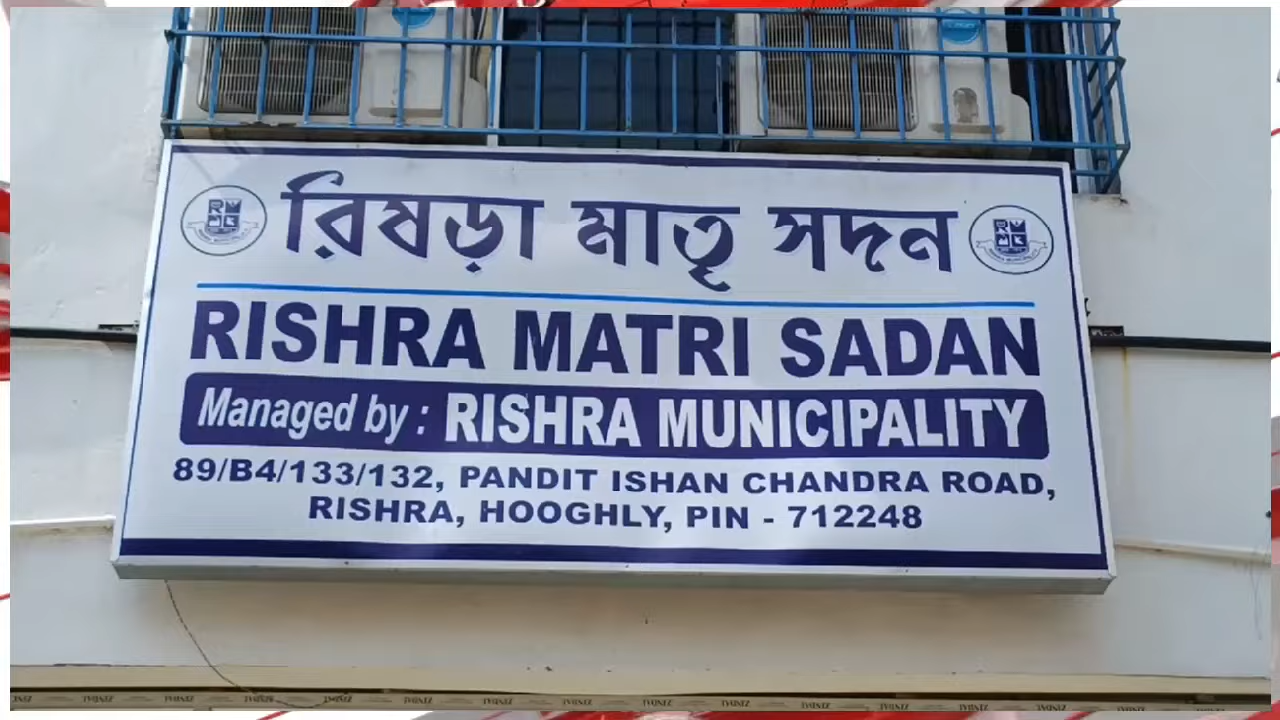 রিষড়া মাতৃ সদন
RISHRA MATRI SADAN
Managed by : RISHRA MUNICIPALITY
89/B4/133/132, PANDIT ISHAN CHANDRA ROAD,
RISHRA, HOOGHLY, PIN - 712248